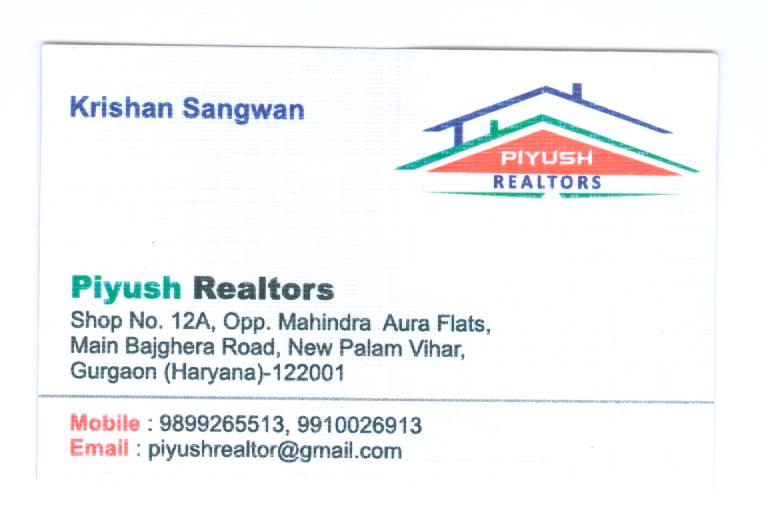 Krishan Sangwan
PIYUSH
REALTORS
Piyush Realtors
Shop No. 12A, Opp. Mahindra Aura Flats,
Main Bajghera Road, New Palam Vihar,
Gurgaon (Haryana)-122001
Mobile : 9899265513, 9910026913
Email : piyushrealtor@gmail.com